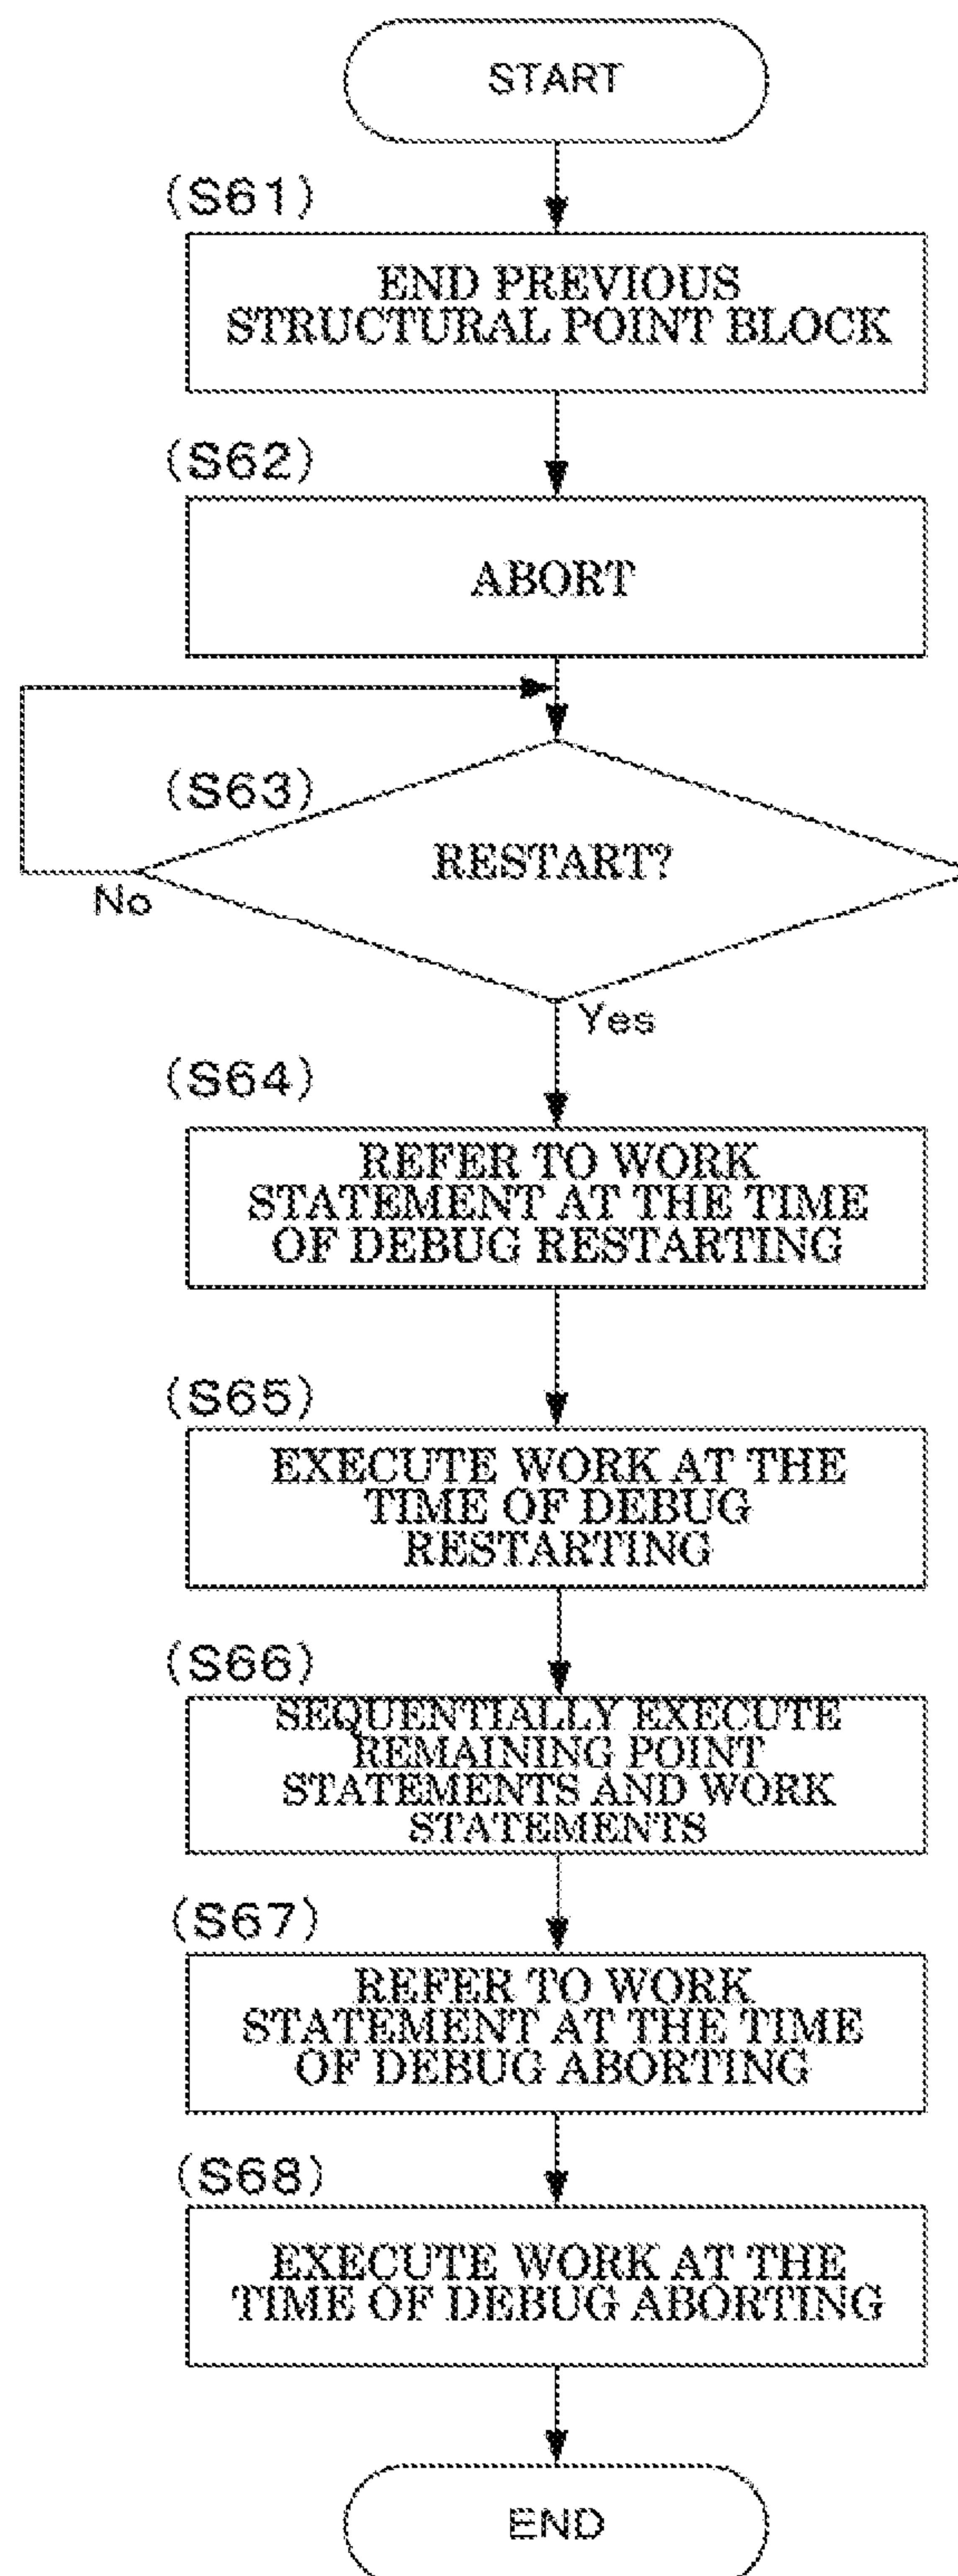 START
(S61)
END PREVIOUS
STRUCTURAL POINT BLOCK
(S62)
ABORT
(S63)
RESTART?
No
Yes
(S64)
REFER TO WORK
STATEMENT AT THE TIME
OF DEBUG RESTARTING
(S65)
EXECUTE WORK AT THE
TIME OF DEBUG
RESTARTING
(S66)
SEQUENTIALLY EXECUTE
REMAINING POINT
STATEMENTS AND WORK
STATEMENTS
(S67)
REFER TO WORK
STATEMENT AT THE TIME
OF DEBUG ABORTING
(S68)
EXECUTE WORK AT THE
TIME OF DEBUG ABORTING
END